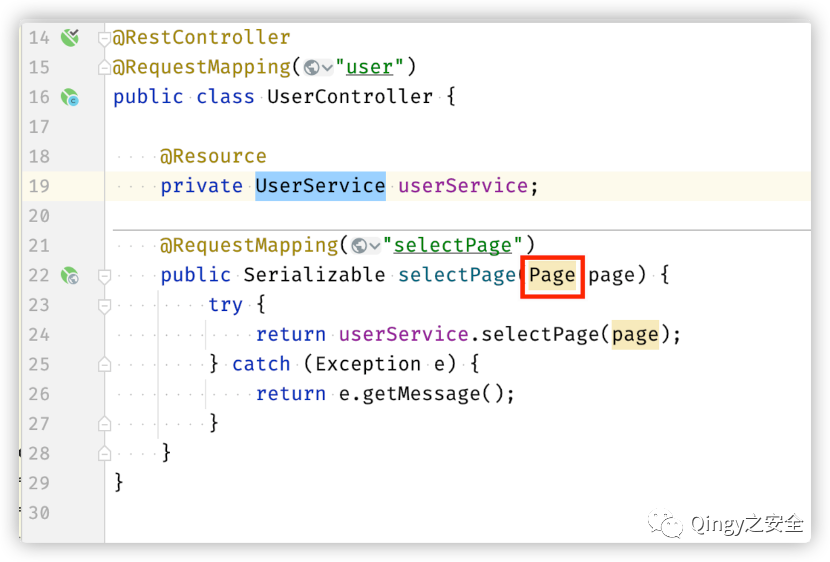 14 @RestController
15 @RequestMapping("user")
16 public class UserController {
17
18 @Resource
19 private UserService userService;
20
21 @RequestMapping("selectPage")
22 public Serializable selectPage(Page page) {
23 try {
24 return userService.selectPage(page);
25 } catch (Exception e) {
26 return e.getMessage();
27 }
28 }
29 }
30
Qingy之安全